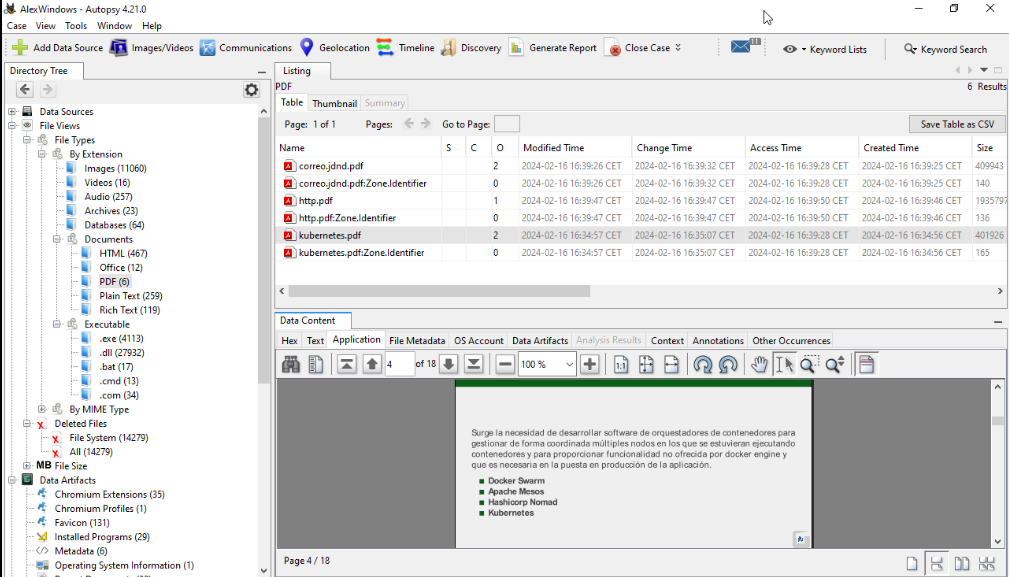 AlexWindows - Autopsy 4.21.0
Case View Tools Window Help
Add Data Source Images/Videos Communications Geolocation Timeline Discovery Generate Report Close Case 11 Keyword Lists Keyword Search
Directory Tree
Data Sources
File Views
File Types
By Extension
Images (11060)
Videos (16)
Audio (257)
Archives (23)
Databases (64)
Documents
HTML (467)
Office (12)
PDF (6)
Plain Text (259)
Rich Text (119)
Executable
.exe (4113)
.dll (27932)
.bat (17)
.cmd (13)
.com (34)
By MIME Type
Deleted Files
File System (14279)
All (14279)
MB File Size
Data Artifacts
Chromium Extensions (35)
Chromium Profiles (1)
Favicon (131)
Installed Programs (29)
Metadata (6)
Operating System Information (1)
Listing
PDF
6 Results
Table Thumbnail Summary
Page: 1 of 1 Pages: Go to Page: Save Table as CSV
Name S C O Modified Time Change Time Access Time Created Time Size
correo.jdnd.pdf 2 2024-02-16 16:39:26 CET 2024-02-16 16:39:32 CET 2024-02-16 16:39:28 CET 2024-02-16 16:39:25 CET 409943
correo.jdnd.pdf:Zone.Identifier 0 2024-02-16 16:39:26 CET 2024-02-16 16:39:32 CET 2024-02-16 16:39:28 CET 2024-02-16 16:39:25 CET 140
http.pdf 1 2024-02-16 16:39:47 CET 2024-02-16 16:39:47 CET 2024-02-16 16:39:50 CET 2024-02-16 16:39:46 CET 1935797
http.pdf:Zone.Identifier 0 2024-02-16 16:39:47 CET 2024-02-16 16:39:47 CET 2024-02-16 16:39:50 CET 2024-02-16 16:39:46 CET 136
kubernetes.pdf 2 2024-02-16 16:34:57 CET 2024-02-16 16:35:07 CET 2024-02-16 16:39:28 CET 2024-02-16 16:34:56 CET 401926
kubernetes.pdf:Zone.Identifier 0 2024-02-16 16:34:57 CET 2024-02-16 16:35:07 CET 2024-02-16 16:39:28 CET 2024-02-16 16:34:56 CET 165
Data Content
Hex Text Application File Metadata OS Account Data Artifacts Analysis Results Context Annotations Other Occurrences
4 of 18 100 % 1:1
Surge la necesidad de desarrollar software de orquestadores de contenedores para
gestionar de forma coordinada múltiples nodos en los que se estuvieran ejecutando
contenedores y para proporcionar funcionalidad no ofrecida por docker engine y
que es necesaria en la puesta en producción de la aplicación.
Docker Swarm
Apache Mesos
Hashicorp Nomad
Kubernetes
Page 4 / 18